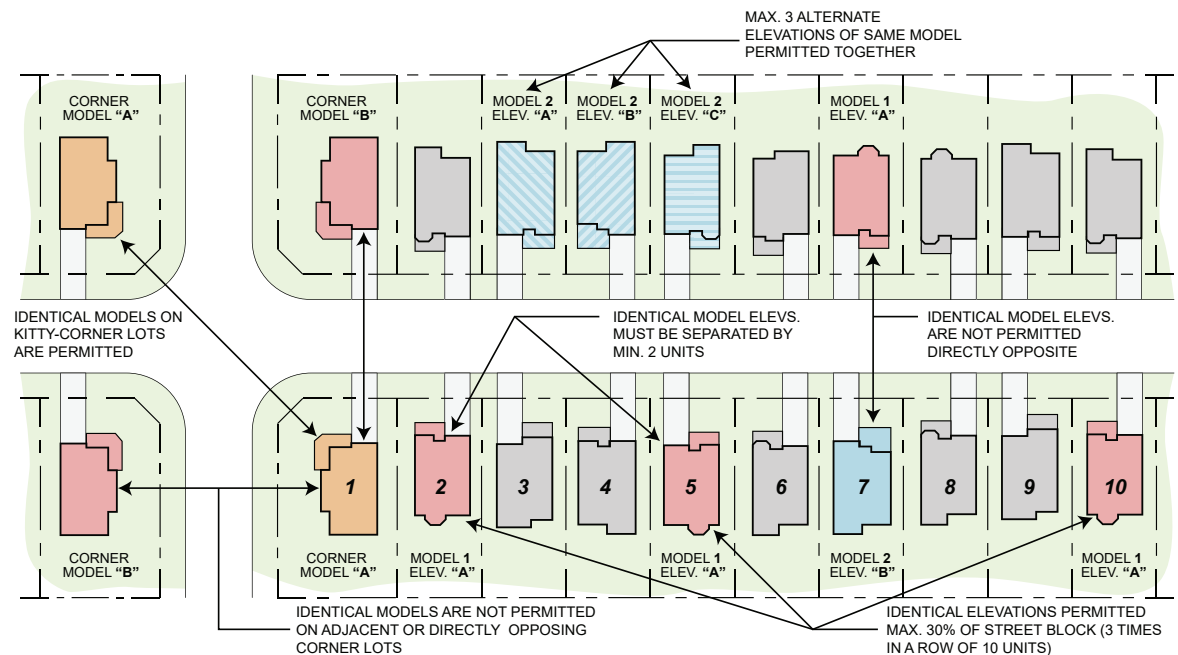 MAX. 3 ALTERNATE
ELEVATIONS OF SAME MODEL
PERMITTED TOGETHER
CORNER
MODEL “A”
CORNER
MODEL “B”
MODEL 2
ELEV. “A”
MODEL 2
ELEV. “B”
MODEL 2
ELEV. “C”
MODEL 1
ELEV. “A”
IDENTICAL MODELS ON
KITTY-CORNER LOTS
ARE PERMITTED
IDENTICAL MODEL ELEVS.
MUST BE SEPARATED BY
MIN. 2 UNITS
IDENTICAL MODEL ELEVS.
ARE NOT PERMITTED
DIRECTLY OPPOSITE
1
2
3
4
5
6
7
8
9
10
CORNER
MODEL “B”
CORNER
MODEL “A”
MODEL 1
ELEV. “A”
MODEL 1
ELEV. “A”
MODEL 2
ELEV. “B”
MODEL 1
ELEV. “A”
IDENTICAL MODELS ARE NOT PERMITTED
ON ADJACENT OR DIRECTLY OPPOSING
CORNER LOTS
IDENTICAL ELEVATIONS PERMITTED
MAX. 30% OF STREET BLOCK (3 TIMES
IN A ROW OF 10 UNITS)